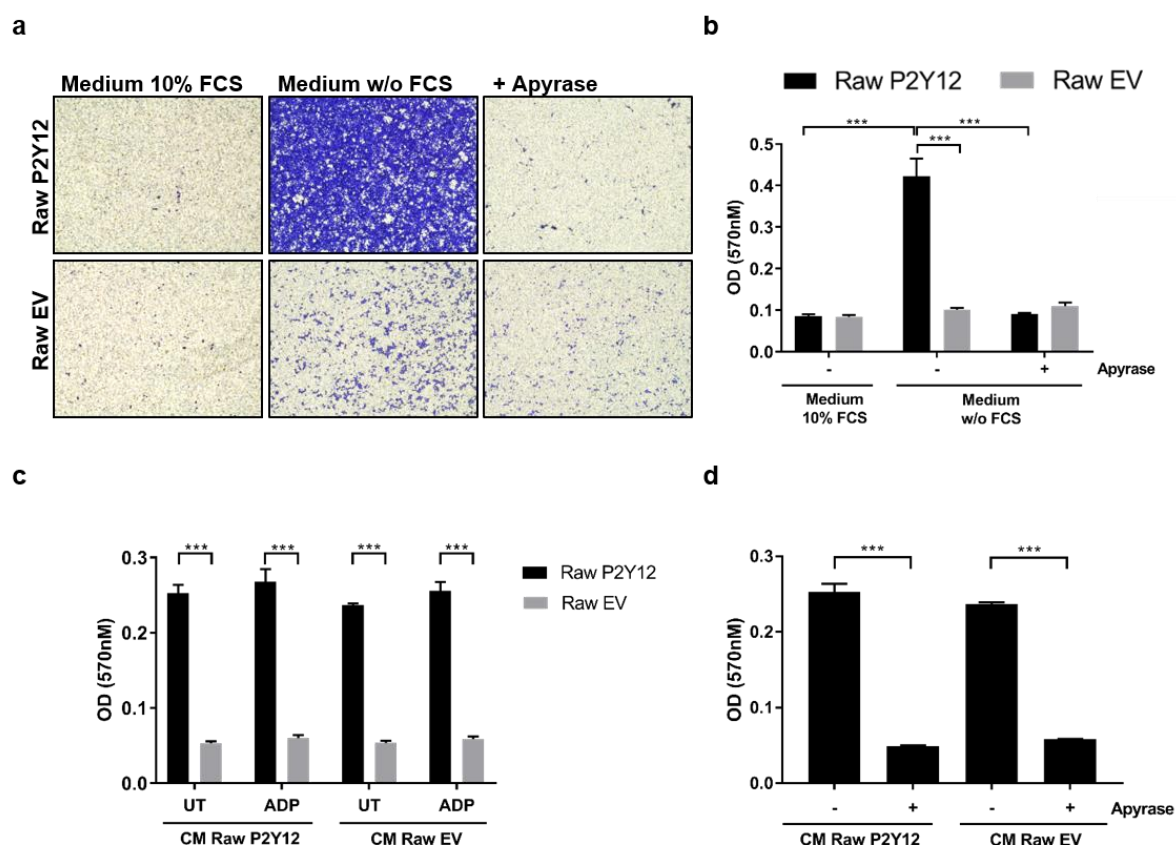 a
Medium 10% FCS Medium w/o FCS + Apyrase
Raw P2Y12
Raw EV
b
Raw P2Y12 Raw EV
***
***
***
OD (570nM)
0.5
0.4
0.3
0.2
0.1
0.0
- - + Apyrase
Medium
10% FCS
Medium
w/o FCS
c
*** *** *** ***
Raw P2Y12
Raw EV
OD (570nM)
0.3
0.2
0.1
0.0
UT ADP UT ADP
CM Raw P2Y12 CM Raw EV
d
*** ***
OD (570nM)
0.3
0.2
0.1
0.0
- + - + Apyrase
CM Raw P2Y12 CM Raw EV